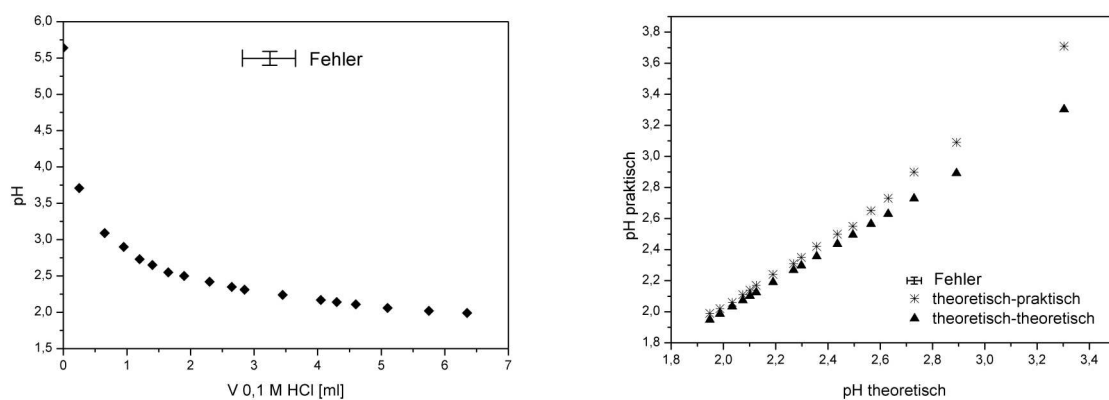 6,0
5,5
5,0
4,5
4,0
3,5
3,0
2,5
2,0
1,5
pH
Fehler
0 1 2 3 4 5 6 7
V 0,1 M HCl [ml]
3,8
3,6
3,4
3,2
3,0
2,8
2,6
2,4
2,2
2,0
1,8
pH praktisch
Fehler
theoretisch-praktisch
theoretisch-theoretisch
1,8 2,0 2,2 2,4 2,6 2,8 3,0 3,2 3,4
pH theoretisch